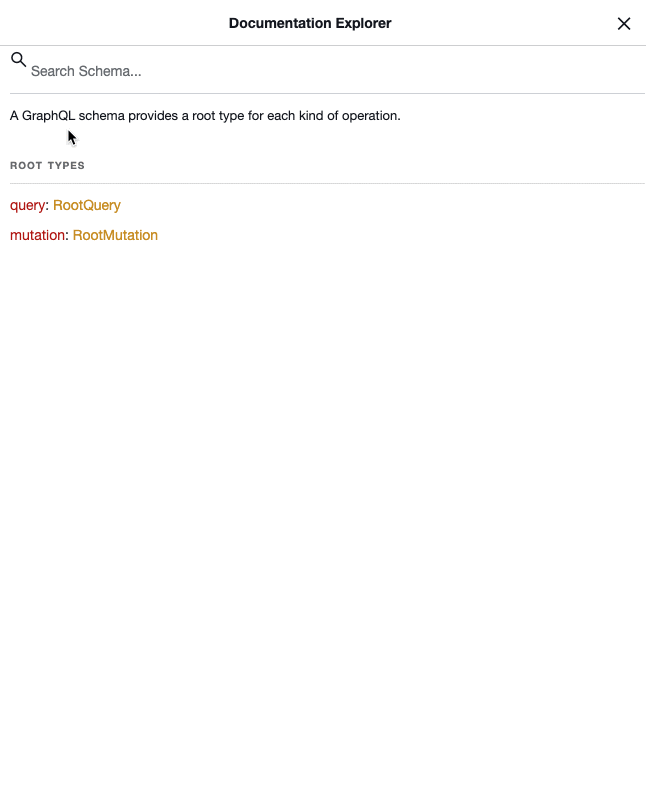 Documentation Explorer
Search Schema...
A GraphQL schema provides a root type for each kind of operation.
ROOT TYPES
query: RootQuery
mutation: RootMutation